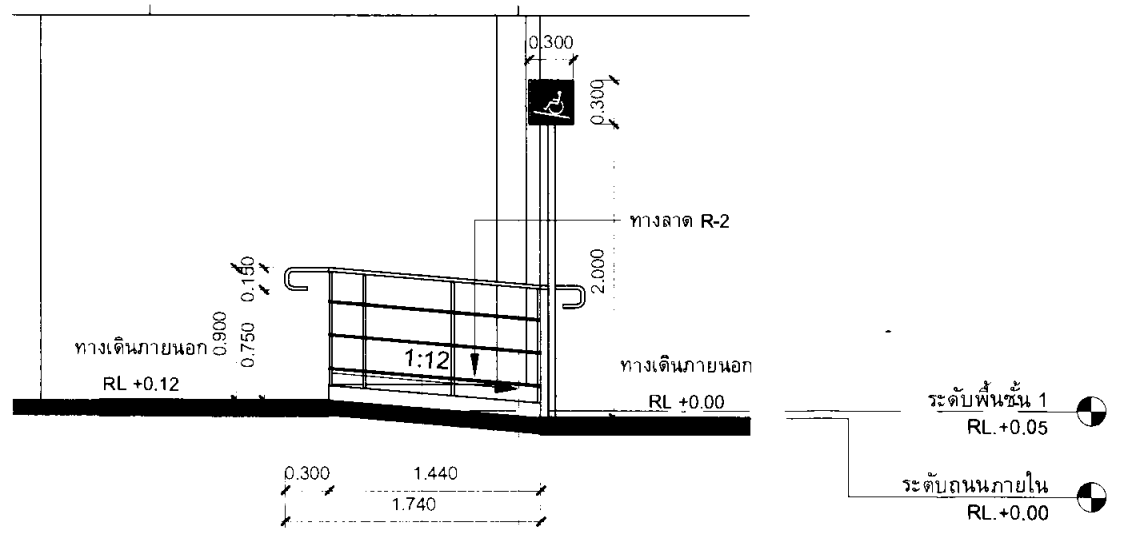 0.300
0.300
ทางลาด R-2
2.000
0.150
0.900
0.750
ทางเดินภายนอก
RL +0.12
1:12
ทางเดินภายนอก
RL +0.00
ระดับพื้นชั้น 1
RL.+0.05
ระดับถนนภายใน
RL.+0.00
0.300
1.440
1.740